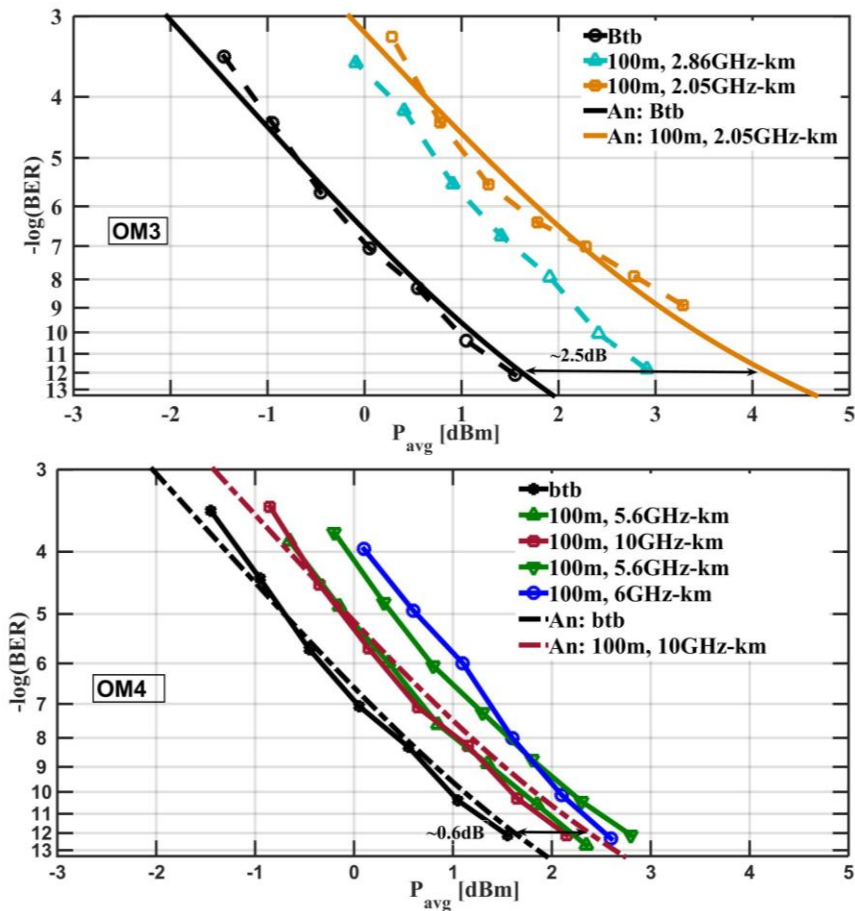 3
4
5
6
7
8
9
10
11
12
13
-log(BER)
OM3
Btb
100m, 2.86GHz-km
100m, 2.05GHz-km
An: Btb
An: 100m, 2.05GHz-km
~2.5dB
-3 -2 -1 0 1 2 3 4 5
P_avg [dBm]
3
4
5
6
7
8
9
10
11
12
13
-log(BER)
OM4
btb
100m, 5.6GHz-km
100m, 10GHz-km
100m, 5.6GHz-km
100m, 6GHz-km
An: btb
An: 100m, 10GHz-km
~0.6dB
-3 -2 -1 0 1 2 3 4 5
P_avg [dBm]